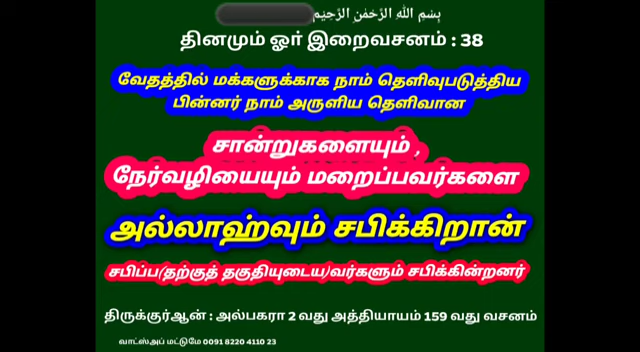 بِسْمِ اللهِ الرَّحْمٰنِ الرَّحِيْمِ
தினமும் ஓர் இறைவசனம் : 38
வேதத்தில் மக்களுக்காக நாம் தெளிவுபடுத்திய
பின்னர் நாம் அருளிய தெளிவான
சான்றுகளையும் ,
நேர்வழியையும் மறைப்பவர்களை
அல்லாஹ்வும் சபிக்கிறான்
சபிப்ப(தற்குத் தகுதியுடைய)வர்களும் சபிக்கின்றனர்
திருக்குர்ஆன் : அல்பகரா 2 வது அத்தியாயம் 159 வது வசனம்
வாட்ஸ்அப் மட்டுமே 0091 8220 4110 23